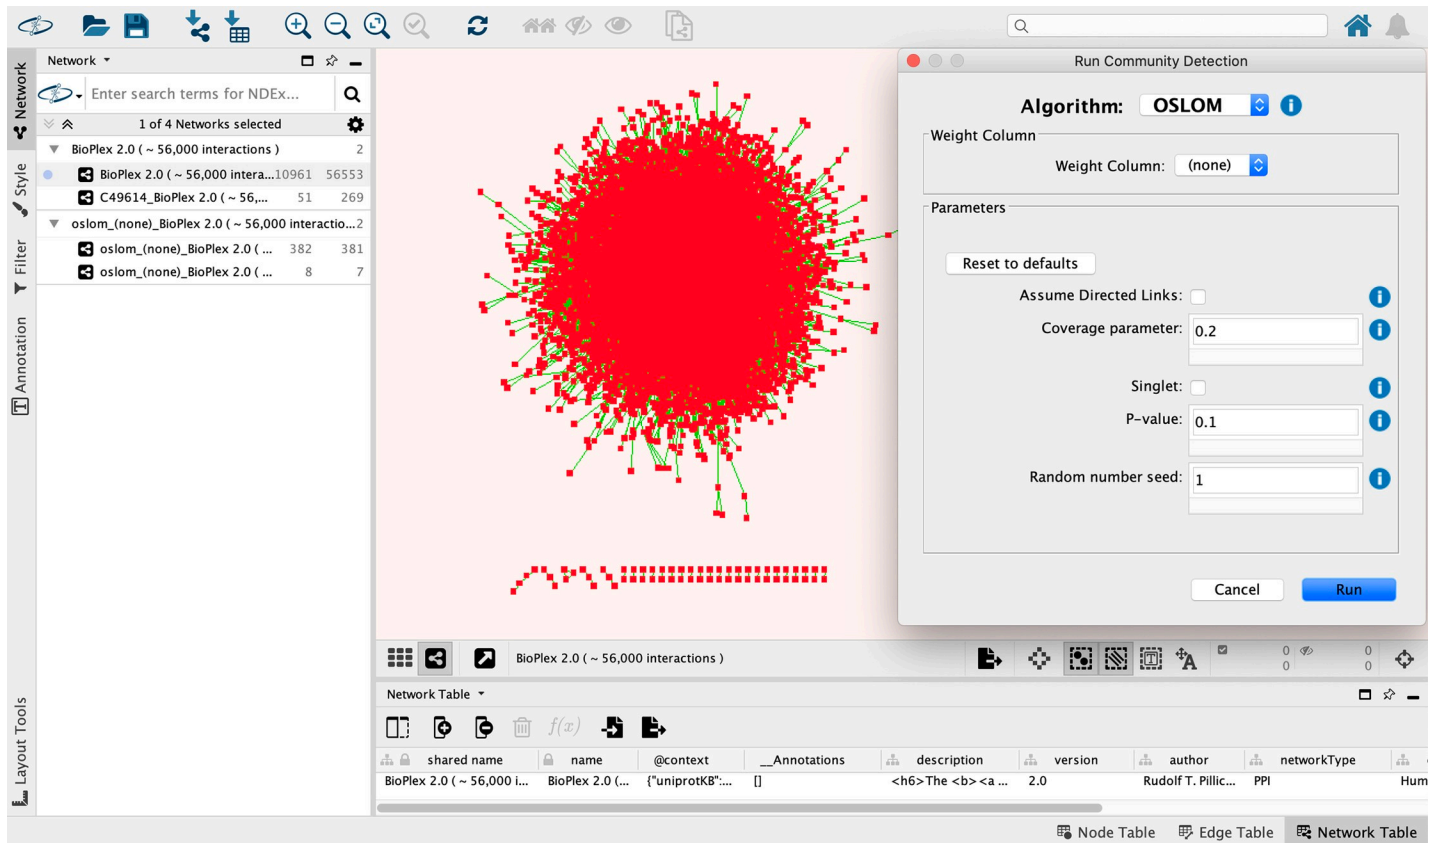 Network
Enter search terms for NDEx...
1 of 4 Networks selected
BioPlex 2.0 ( ~ 56,000 interactions ) 2
BioPlex 2.0 ( ~ 56,000 intera... 10961 56553
C49614_BioPlex 2.0 ( ~ 56,... 51 269
oslom_(none)_BioPlex 2.0 ( ~ 56,000 interactio... 2
oslom_(none)_BioPlex 2.0 ( ... 382 381
oslom_(none)_BioPlex 2.0 ( ... 8 7
Network
Style
Filter
Annotation
Layout Tools
Run Community Detection
Algorithm: OSLOM
Weight Column
Weight Column: (none)
Parameters
Reset to defaults
Assume Directed Links:
Coverage parameter: 0.2
Singlet:
P-value: 0.1
Random number seed: 1
Cancel Run
BioPlex 2.0 ( ~ 56,000 interactions )
0 0
0 0
Network Table
f(x)
shared name name @context __Annotations description version author networkType
BioPlex 2.0 ( ~ 56,000 i... BioPlex 2.0 (... {"uniprotKB":... [] <h6>The <b><a ... 2.0 Rudolf T. Pillic... PPI Hum
Node Table Edge Table Network Table